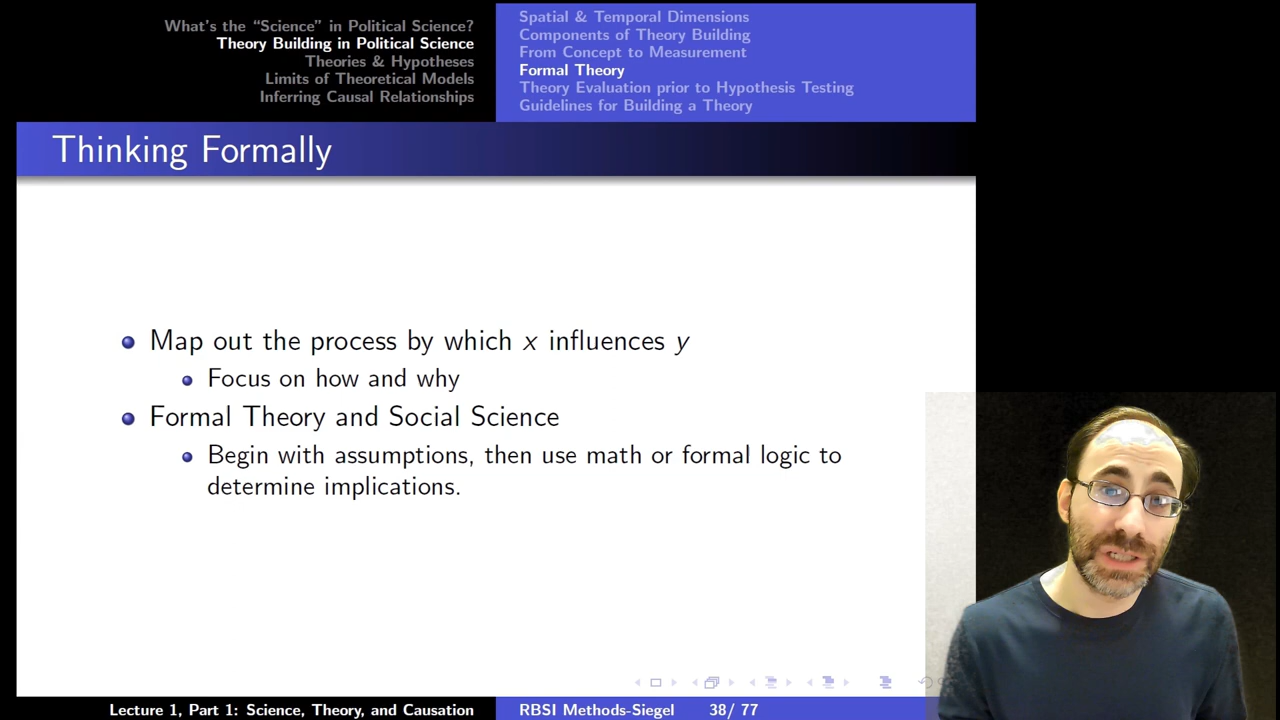 What's the “Science” in Political Science?
Theory Building in Political Science
Theories & Hypotheses
Limits of Theoretical Models
Inferring Causal Relationships
Spatial & Temporal Dimensions
Components of Theory Building
From Concept to Measurement
Formal Theory
Theory Evaluation prior to Hypothesis Testing
Guidelines for Building a Theory
Thinking Formally
Map out the process by which x influences y
Focus on how and why
Formal Theory and Social Science
Begin with assumptions, then use math or formal logic to
determine implications.
Lecture 1, Part 1: Science, Theory, and Causation
RBSI Methods-Siegel
38/ 77